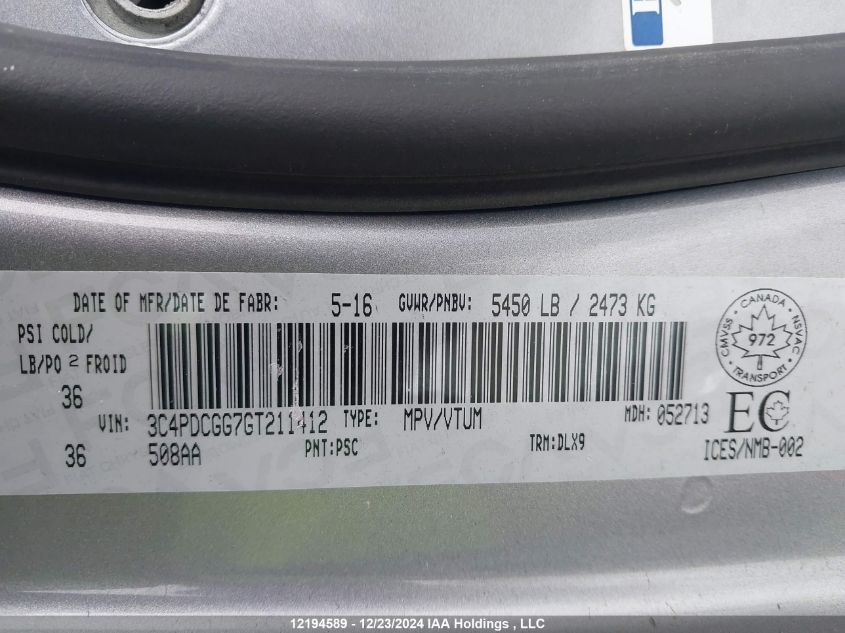 DATE OF MFR/DATE DE FABR: 5-16 GVWR/PNBV: 5450 LB / 2473 KG
PSI COLD/
LB/PO 2 FROID
36
VIN: 3C4PDCGG7GT211412 TYPE: MPV/VTUM MDH: 052713
36 508AA PNT:PSC TRM:DLX9
CANADA
CMVSS
NSVAC
972
TRANSPORT
EC
ICES/NMB-002
12194589 - 12/23/2024 IAA Holdings , LLC